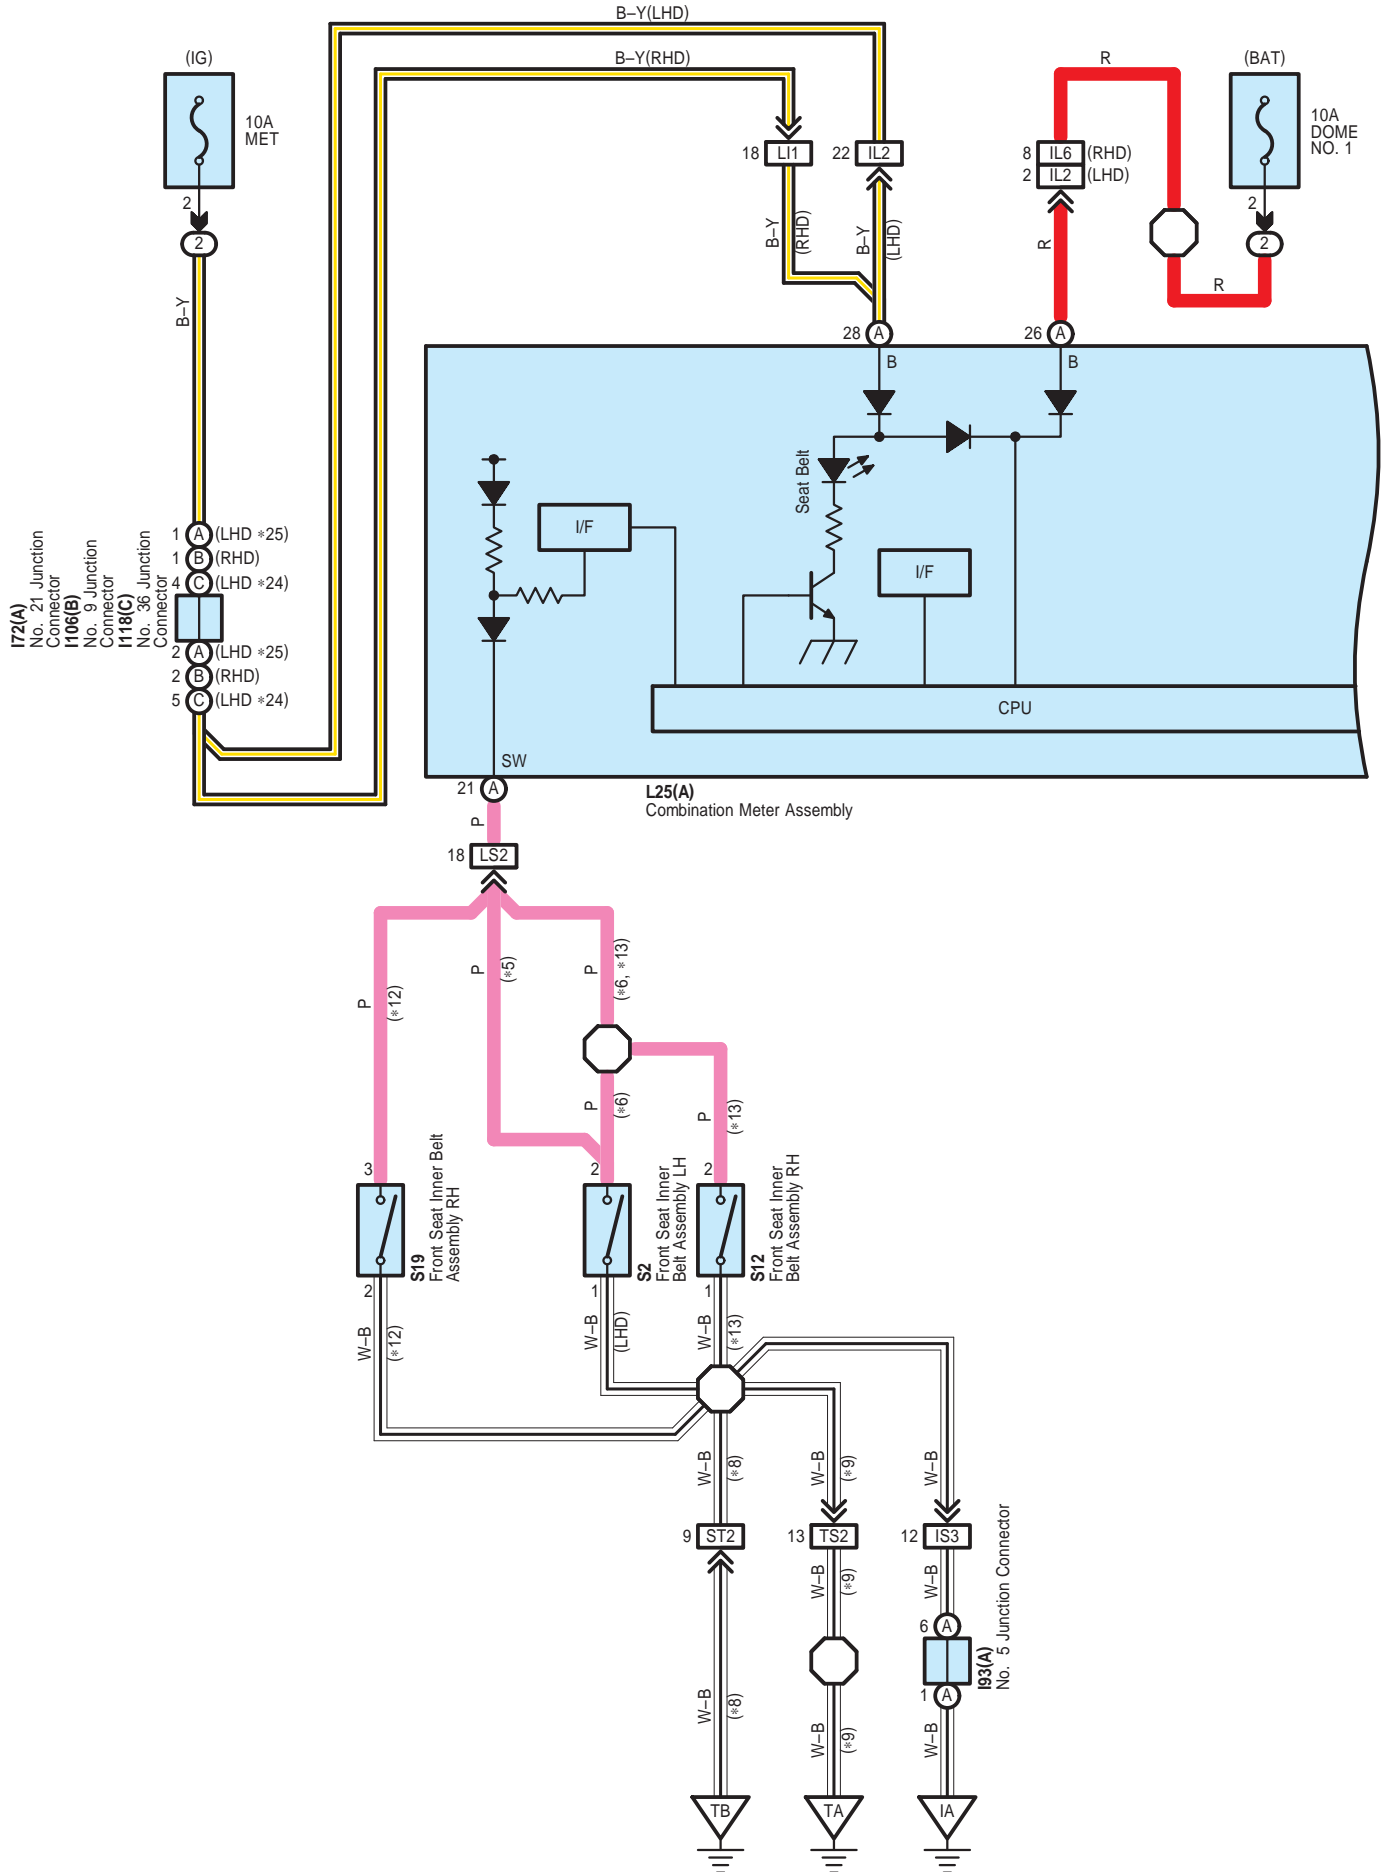 B–Y(LHD)
B–Y(RHD)
(IG)
10A
MET
2
2
B–Y
18 LI1
22 IL2
B–Y
(RHD)
B–Y
(LHD)
R
8 IL6 (RHD)
2 IL2 (LHD)
R
(BAT)
10A
DOME
NO. 1
2
2
R
28 A
26 A
B
B
1 A (LHD *25)
1 B (RHD)
4 C (LHD *24)
2 A (LHD *25)
2 B (RHD)
5 C (LHD *24)
I72(A)
No. 21 Junction
Connector
I106(B)
No. 9 Junction
Connector
I118(C)
No. 36 Junction
Connector
I/F
Seat Belt
I/F
CPU
SW
21 A
L25(A)
Combination Meter Assembly
P
18 LS2
P
(*12)
P
(*5)
P
(*6, *13)
P
(*6)
P
(*13)
3
2
2
S19
Front Seat Inner Belt
Assembly RH
S2
Front Seat Inner
Belt Assembly LH
S12
Front Seat Inner
Belt Assembly RH
2
1
1
W–B
(*12)
W–B
(LHD)
W–B
(*13)
W–B
(*8)
W–B
(*9)
W–B
9 ST2
13 TS2
12 IS3
W–B
(*9)
W–B
6 A
I93(A)
No. 5 Junction Connector
1 A
W–B
(*8)
W–B
(*9)
W–B
TB
TA
IA